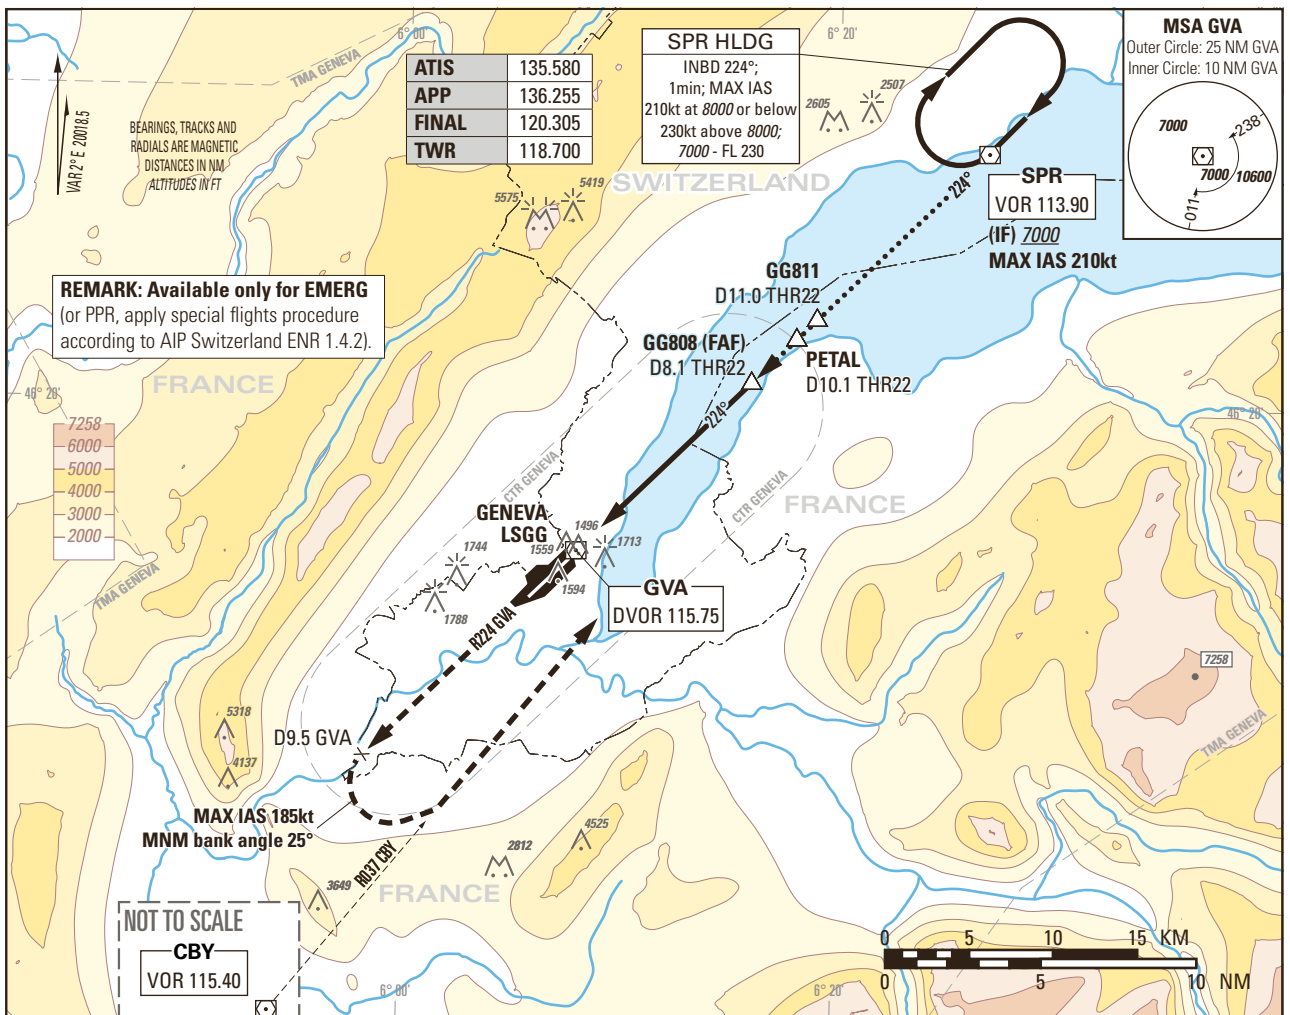 6° 00'
6° 20'
TMA GENEVA
VAR 2° E 20018.5
BEARINGS, TRACKS AND
RADIALS ARE MAGNETIC
DISTANCES IN NM
ALTITUDES IN FT
ATIS 135.580
APP 136.255
FINAL 120.305
TWR 118.700
SPR HLDG
INBD 224°;
1min; MAX IAS
210kt at 8000 or below
230kt above 8000;
7000 - FL 230
2605
2507
MSA GVA
Outer Circle: 25 NM GVA
Inner Circle: 10 NM GVA
7000
238
7000
10600
011
5575
5419
SWITZERLAND
224°
SPR
VOR 113.90
(IF) 7000
MAX IAS 210kt
REMARK: Available only for EMERG
(or PPR, apply special flights procedure
according to AIP Switzerland ENR 1.4.2).
GG811
D11.0 THR22
GG808 (FAF)
D8.1 THR22
PETAL
D10.1 THR22
FRANCE
46° 20'
46° 20'
7258
6000
5000
4000
3000
2000
224°
CTR GENEVA
CTR GENEVA
FRANCE
GENEVA
LSGG
1496
1559
1713
1594
1744
1788
TMA GENEVA
GVA
DVOR 115.75
R224 GVA
7258
TMA GENEVA
5318
4137
D9.5 GVA
MAX IAS 185kt
MNM bank angle 25°
R037 CBY
4525
2812
3649
FRANCE
NOT TO SCALE
CBY
VOR 115.40
0 5 10 15 KM
0 5 10 NM
6° 00'
6° 20'